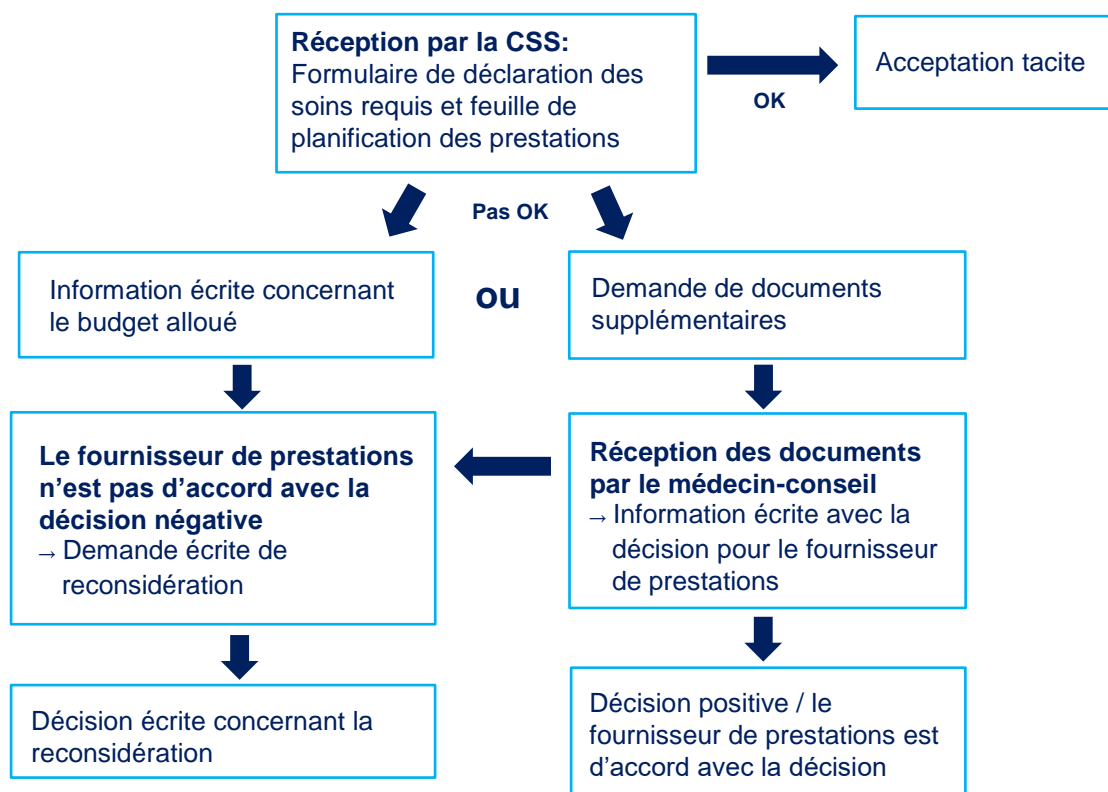 Réception par la CSS:
Formulaire de déclaration des
soins requis et feuille de
planification des prestations
OK
Acceptation tacite
Pas OK
Information écrite concernant
le budget alloué
ou
Demande de documents
supplémentaires
Le fournisseur de prestations
n’est pas d’accord avec la
décision négative
→ Demande écrite de
reconsidération
Réception des documents
par le médecin-conseil
→ Information écrite avec la
décision pour le fournisseur
de prestations
Décision écrite concernant la
reconsidération
Décision positive / le
fournisseur de prestations est
d’accord avec la décision